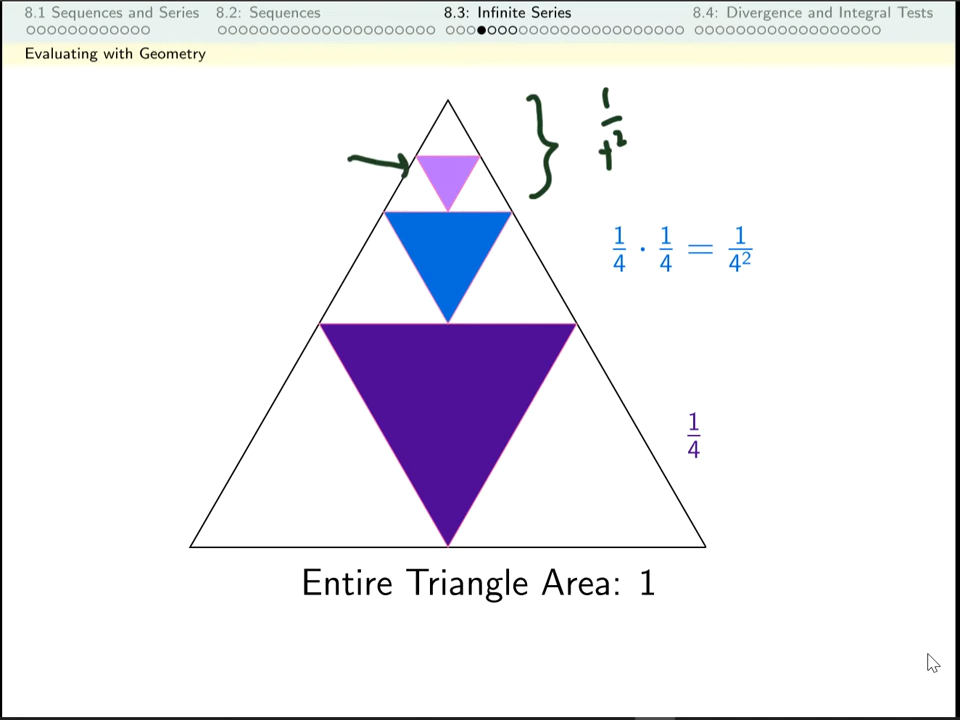 8.1 Sequences and Series 8.2: Sequences 8.3: Infinite Series 8.4: Divergence and Integral Tests
Evaluating with Geometry
1/4²
1/4 · 1/4 = 1/4²
1/4
Entire Triangle Area: 1